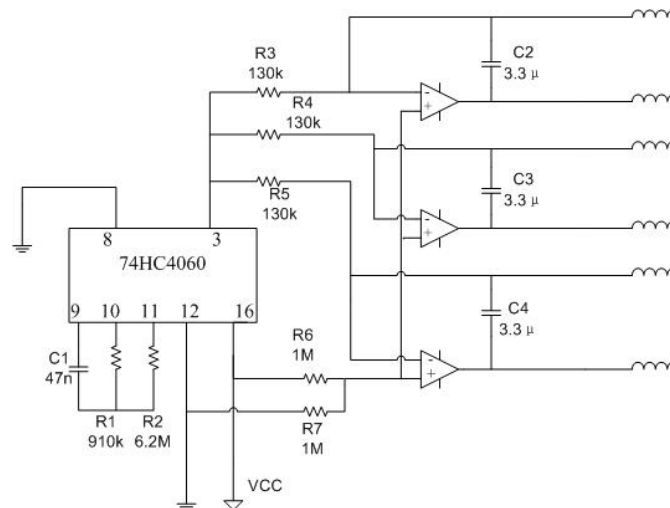 R3
130k
R4
130k
R5
130k
C2
3.3 μ
C3
3.3 μ
C4
3.3 μ
- +
- +
- +
8 3
74HC4060
9 10 11 12 16
C1
47n
R1
910k
R2
6.2M
R6
1M
R7
1M
VCC